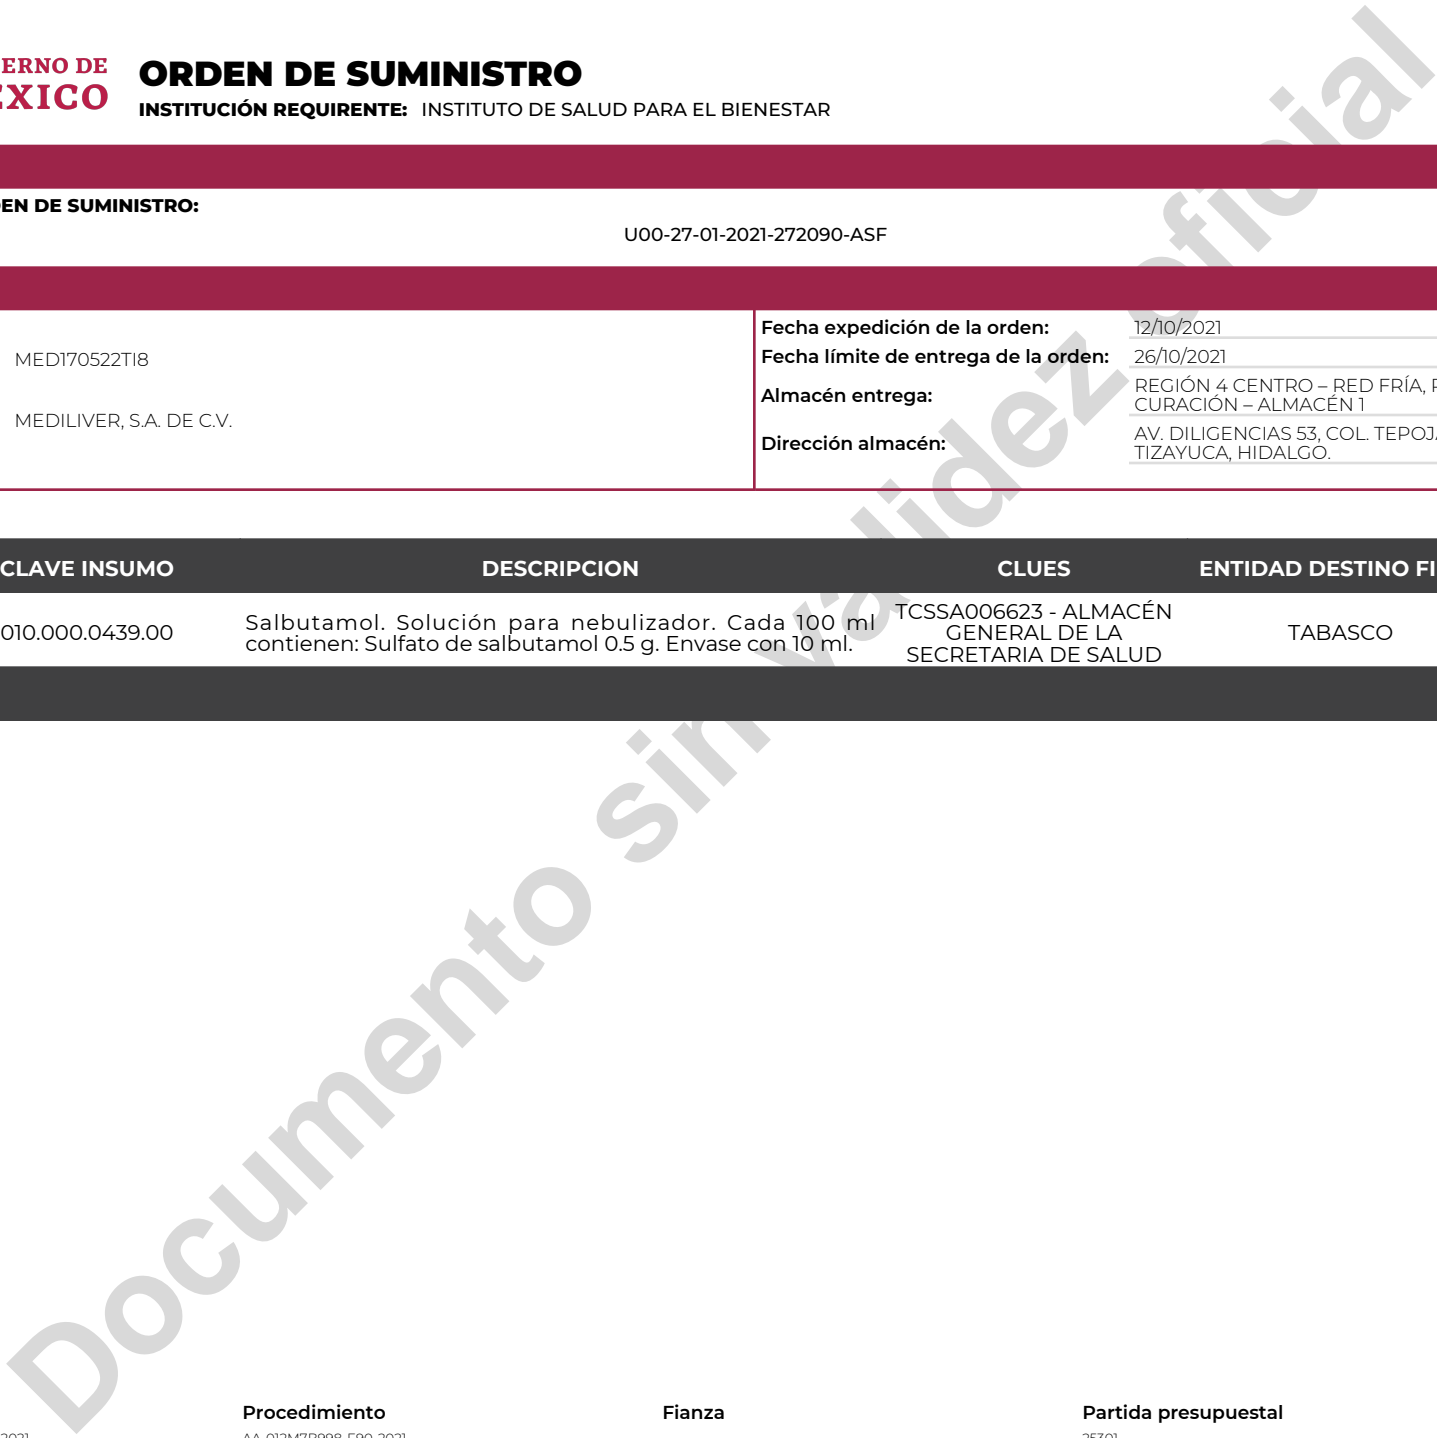 ERNO DE
ÉXICO
ORDEN DE SUMINISTRO
INSTITUCIÓN REQUIRENTE: INSTITUTO DE SALUD PARA EL BIENESTAR
EN DE SUMINISTRO:
U00-27-01-2021-272090-ASF
MED170522TI8
MEDILIVER, S.A. DE C.V.
Fecha expedición de la orden: 12/10/2021
Fecha límite de entrega de la orden: 26/10/2021
Almacén entrega: REGIÓN 4 CENTRO – RED FRÍA,
CURACIÓN – ALMACÉN 1
Dirección almacén: AV. DILIGENCIAS 53, COL. TEPOJ
TIZAYUCA, HIDALGO.
CLAVE INSUMO DESCRIPCION CLUES ENTIDAD DESTINO FI
010.000.0439.00
Salbutamol. Solución para nebulizador. Cada 100 ml
contienen: Sulfato de salbutamol 0.5 g. Envase con 10 ml.
TCSSA006623 - ALMACÉN
GENERAL DE LA
SECRETARIA DE SALUD
TABASCO
Documento sin validez oficial
Procedimiento Fianza Partida presupuestal